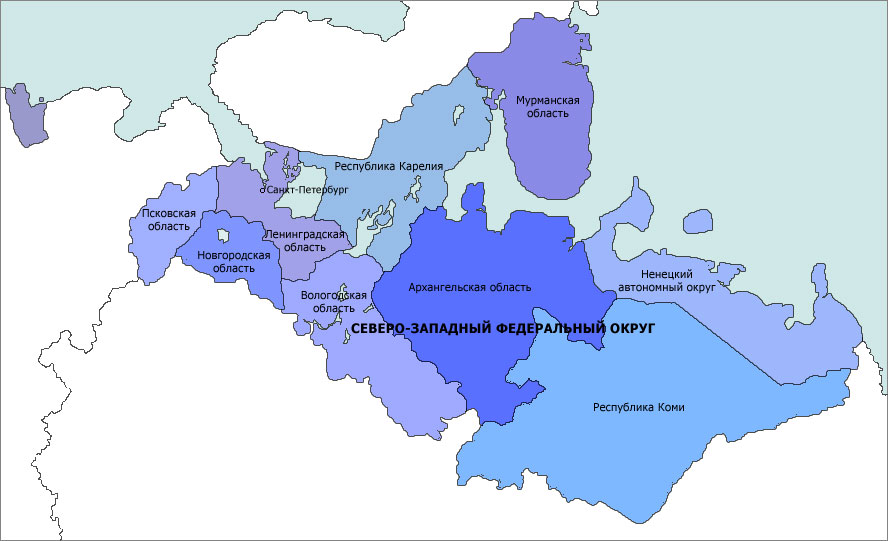 Мурманская
область
Республика Карелия
Санкт-Петербург
Псковская
область
Ленинградская
область
Новгородская
область
Ненецкий
автономный округ
Архангельская область
Вологодская
область
СЕВЕРО-ЗАПАДНЫЙ ФЕДЕРАЛЬНЫЙ ОКРУГ
Республика Коми